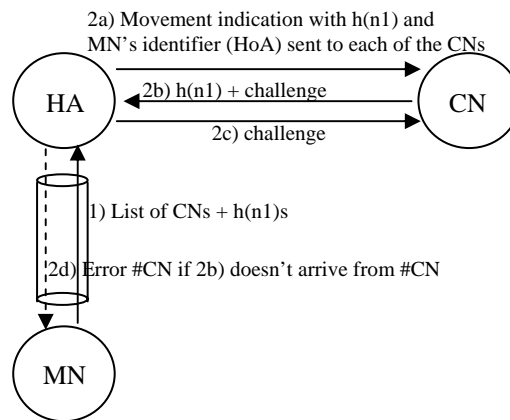 2a) Movement indication with h(n1) and
MN's identifier (HoA) sent to each of the CNs
HA
2b) h(n1) + challenge
CN
2c) challenge
1) List of CNs + h(n1)s
2d) Error #CN if 2b) doesn't arrive from #CN
MN